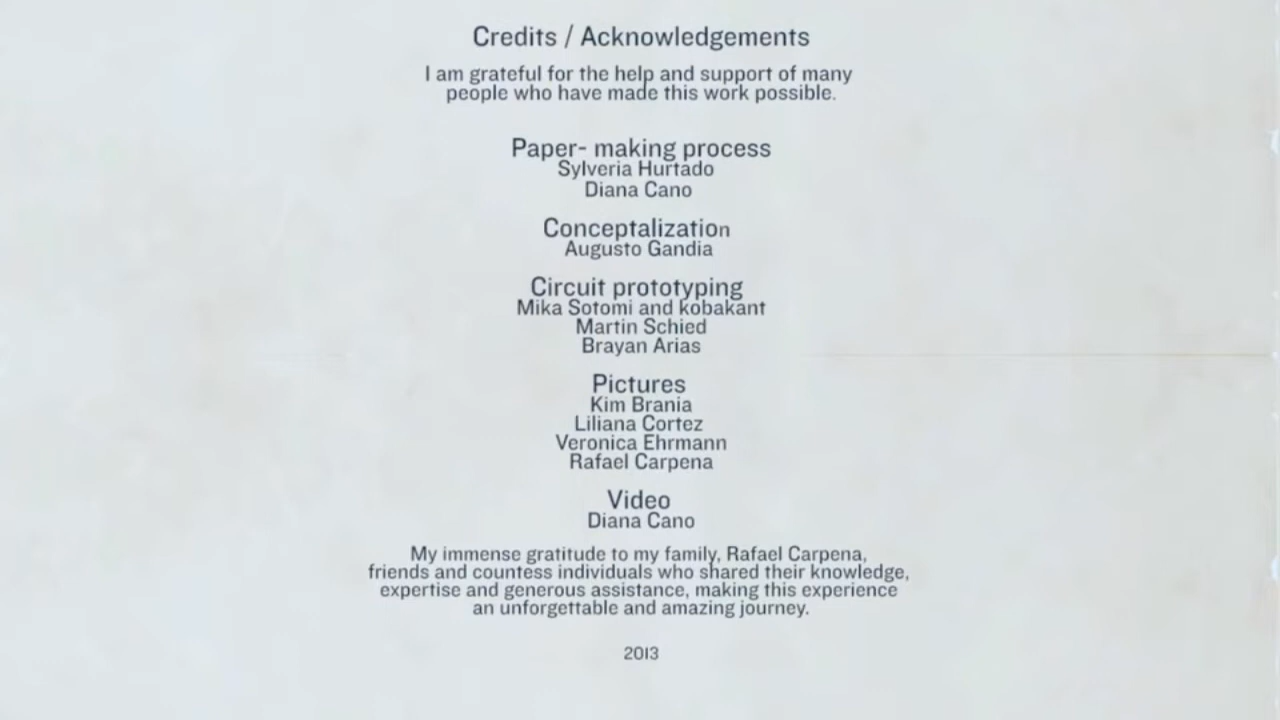 Credits / Acknowledgements
I am grateful for the help and support of many
people who have made this work possible.
Paper- making process
Sylveria Hurtado
Diana Cano
Conceptalization
Augusto Gandia
Circuit prototyping
Mika Sotomi and kobakant
Martin Schied
Brayan Arias
Pictures
Kim Brania
Liliana Cortez
Veronica Ehrmann
Rafael Carpena
Video
Diana Cano
My immense gratitude to my family, Rafael Carpena,
friends and countess individuals who shared their knowledge,
expertise and generous assistance, making this experience
an unforgettable and amazing journey.
2013